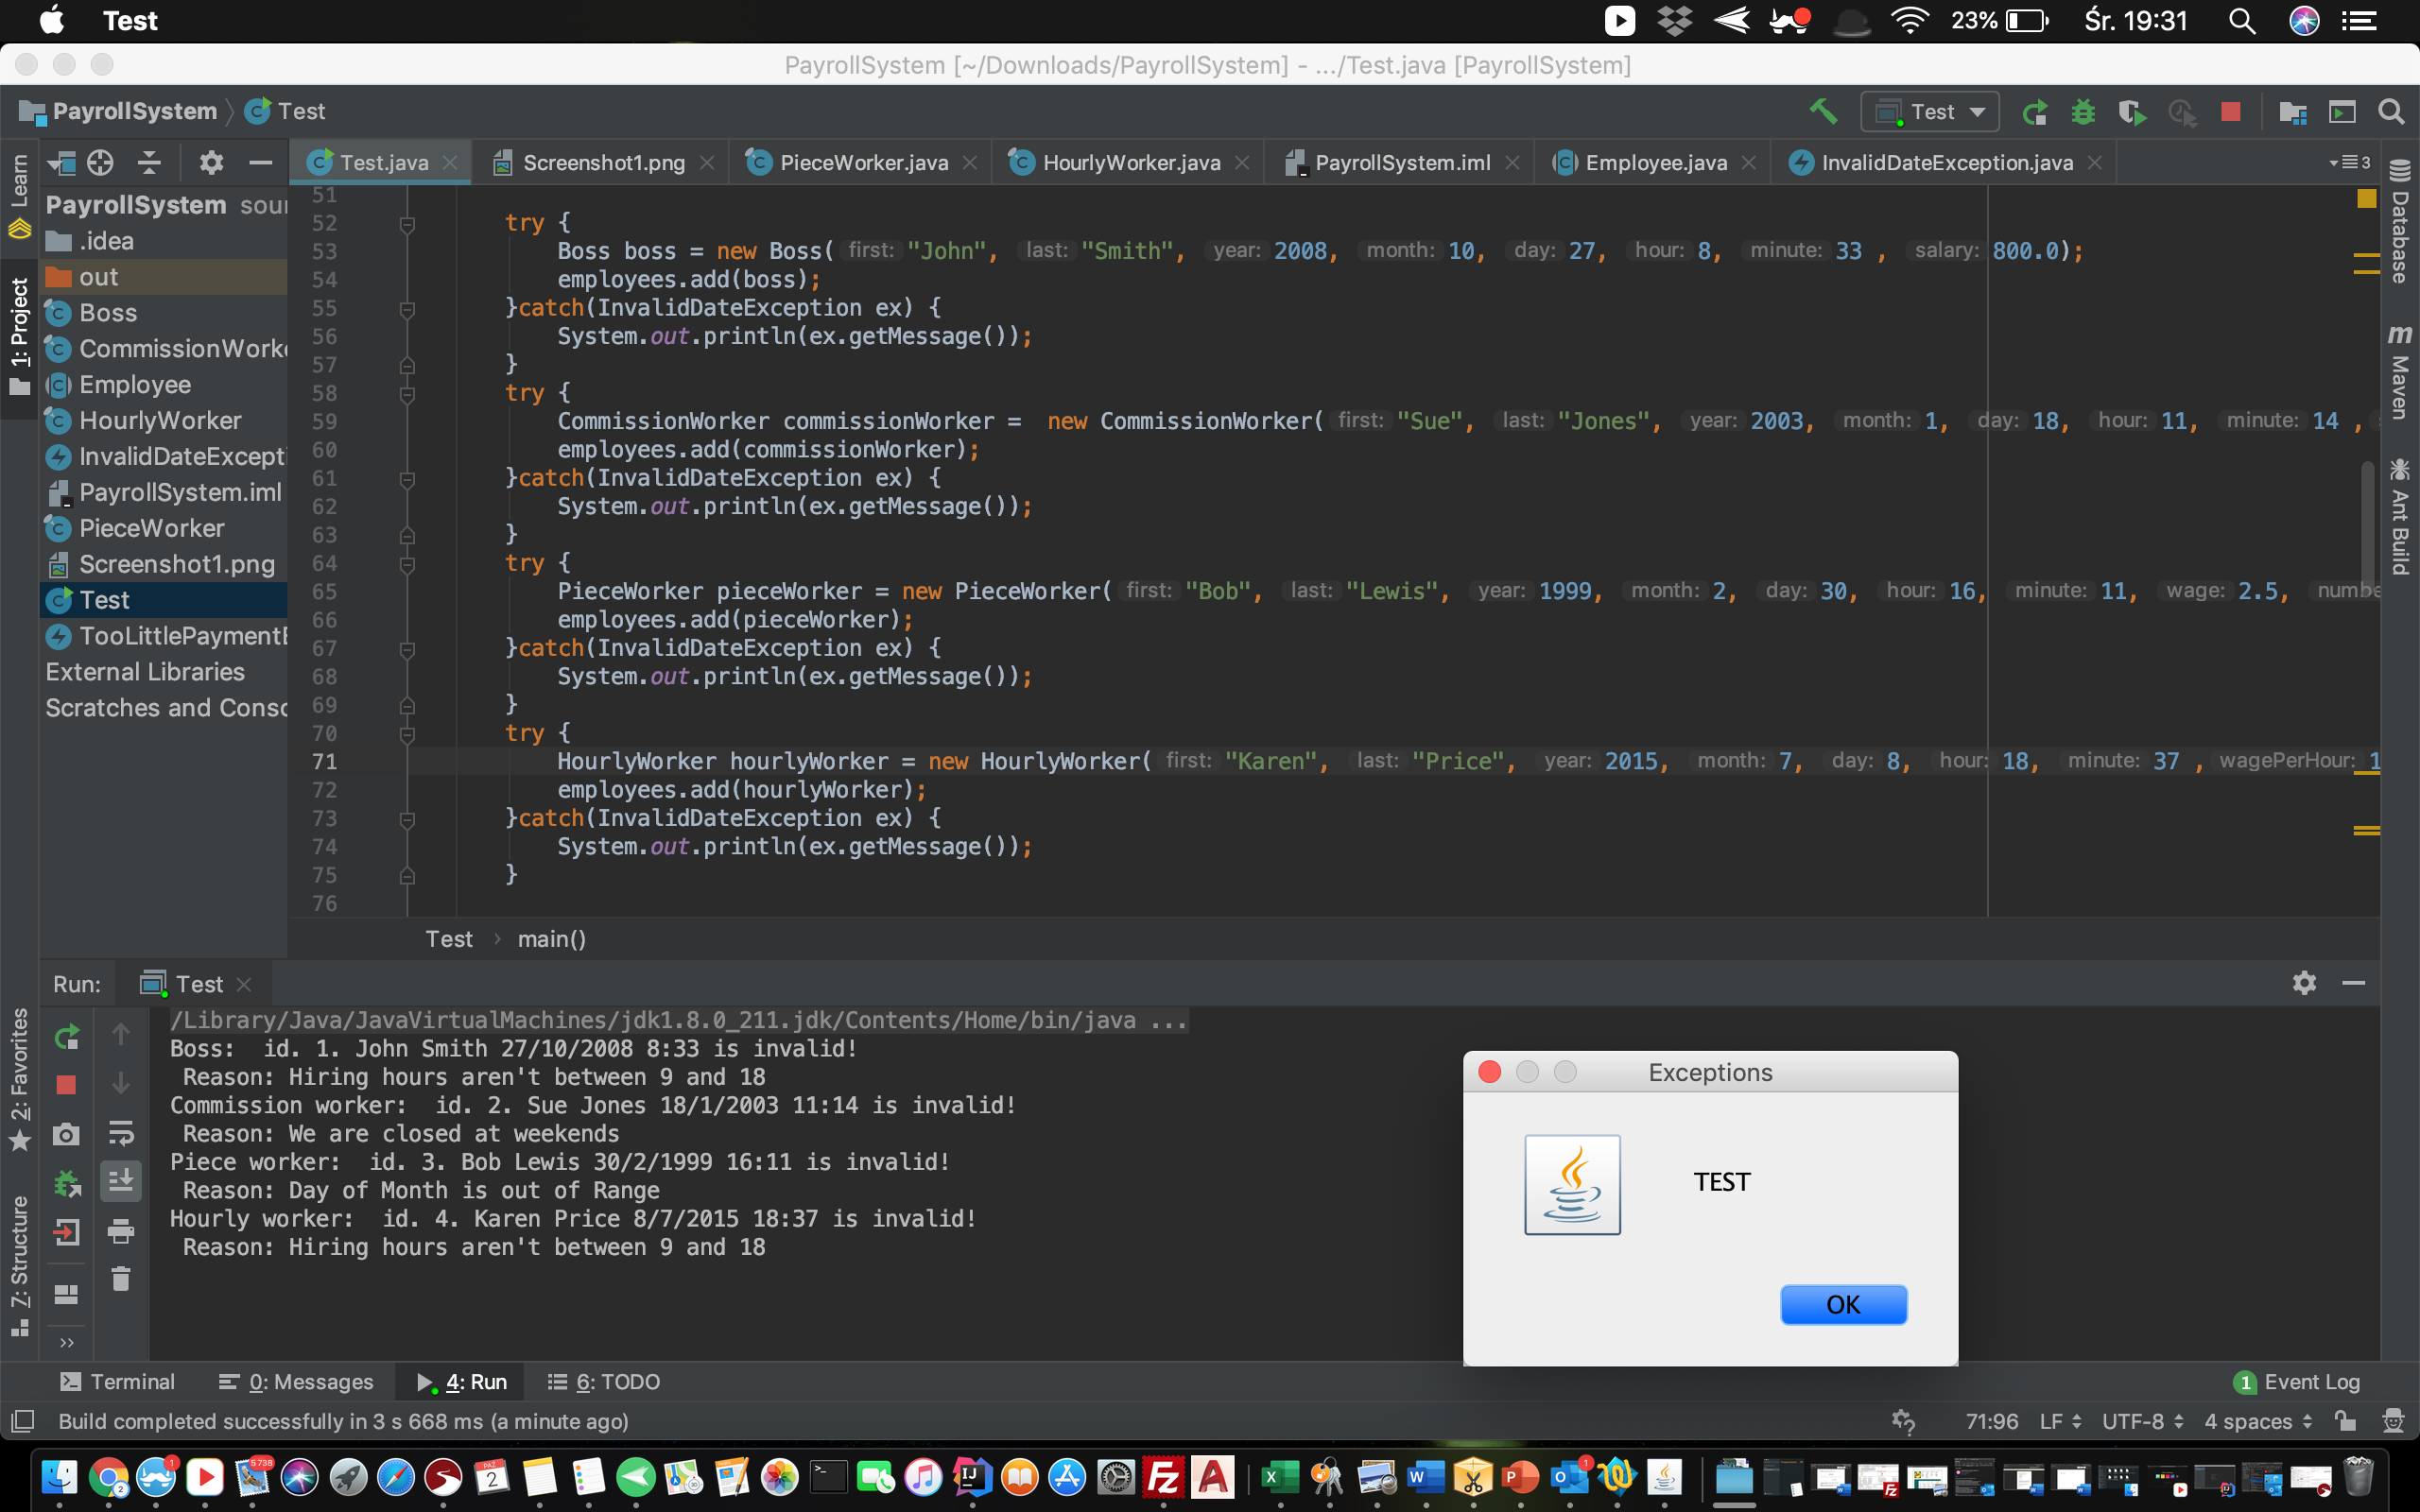 Test
23%
Śr. 19:31
PayrollSystem [~/Downloads/PayrollSystem] - .../Test.java [PayrollSystem]
PayrollSystem
Test
Test
Learn
1: Project
2: Favorites
7: Structure
Test.java
Screenshot1.png
PieceWorker.java
HourlyWorker.java
PayrollSystem.iml
Employee.java
InvalidDateException.java
3
PayrollSystem sour
.idea
out
Boss
CommissionWorke
Employee
HourlyWorker
InvalidDateExcepti
PayrollSystem.iml
PieceWorker
Screenshot1.png
Test
TooLittlePaymentE
External Libraries
Scratches and Consc
51
52 try {
53 Boss boss = new Boss( first: "John", last: "Smith", year: 2008, month: 10, day: 27, hour: 8, minute: 33 , salary: 800.0);
54 employees.add(boss);
55 }catch(InvalidDateException ex) {
56 System.out.println(ex.getMessage());
57 }
58 try {
59 CommissionWorker commissionWorker = new CommissionWorker( first: "Sue", last: "Jones", year: 2003, month: 1, day: 18, hour: 11, minute: 14 ,
60 employees.add(commissionWorker);
61 }catch(InvalidDateException ex) {
62 System.out.println(ex.getMessage());
63 }
64 try {
65 PieceWorker pieceWorker = new PieceWorker( first: "Bob", last: "Lewis", year: 1999, month: 2, day: 30, hour: 16, minute: 11, wage: 2.5, numbe
66 employees.add(pieceWorker);
67 }catch(InvalidDateException ex) {
68 System.out.println(ex.getMessage());
69 }
70 try {
71 HourlyWorker hourlyWorker = new HourlyWorker( first: "Karen", last: "Price", year: 2015, month: 7, day: 8, hour: 18, minute: 37 , wagePerHour: 1
72 employees.add(hourlyWorker);
73 }catch(InvalidDateException ex) {
74 System.out.println(ex.getMessage());
75 }
76
Database
Maven
Ant Build
Test > main()
Run: Test
/Library/Java/JavaVirtualMachines/jdk1.8.0_211.jdk/Contents/Home/bin/java ...
Boss: id. 1. John Smith 27/10/2008 8:33 is invalid!
Reason: Hiring hours aren't between 9 and 18
Commission worker: id. 2. Sue Jones 18/1/2003 11:14 is invalid!
Reason: We are closed at weekends
Piece worker: id. 3. Bob Lewis 30/2/1999 16:11 is invalid!
Reason: Day of Month is out of Range
Hourly worker: id. 4. Karen Price 8/7/2015 18:37 is invalid!
Reason: Hiring hours aren't between 9 and 18
Exceptions
TEST
OK
Terminal
0: Messages
4: Run
6: TODO
1 Event Log
Build completed successfully in 3 s 668 ms (a minute ago)
71:96
LF
UTF-8
4 spaces